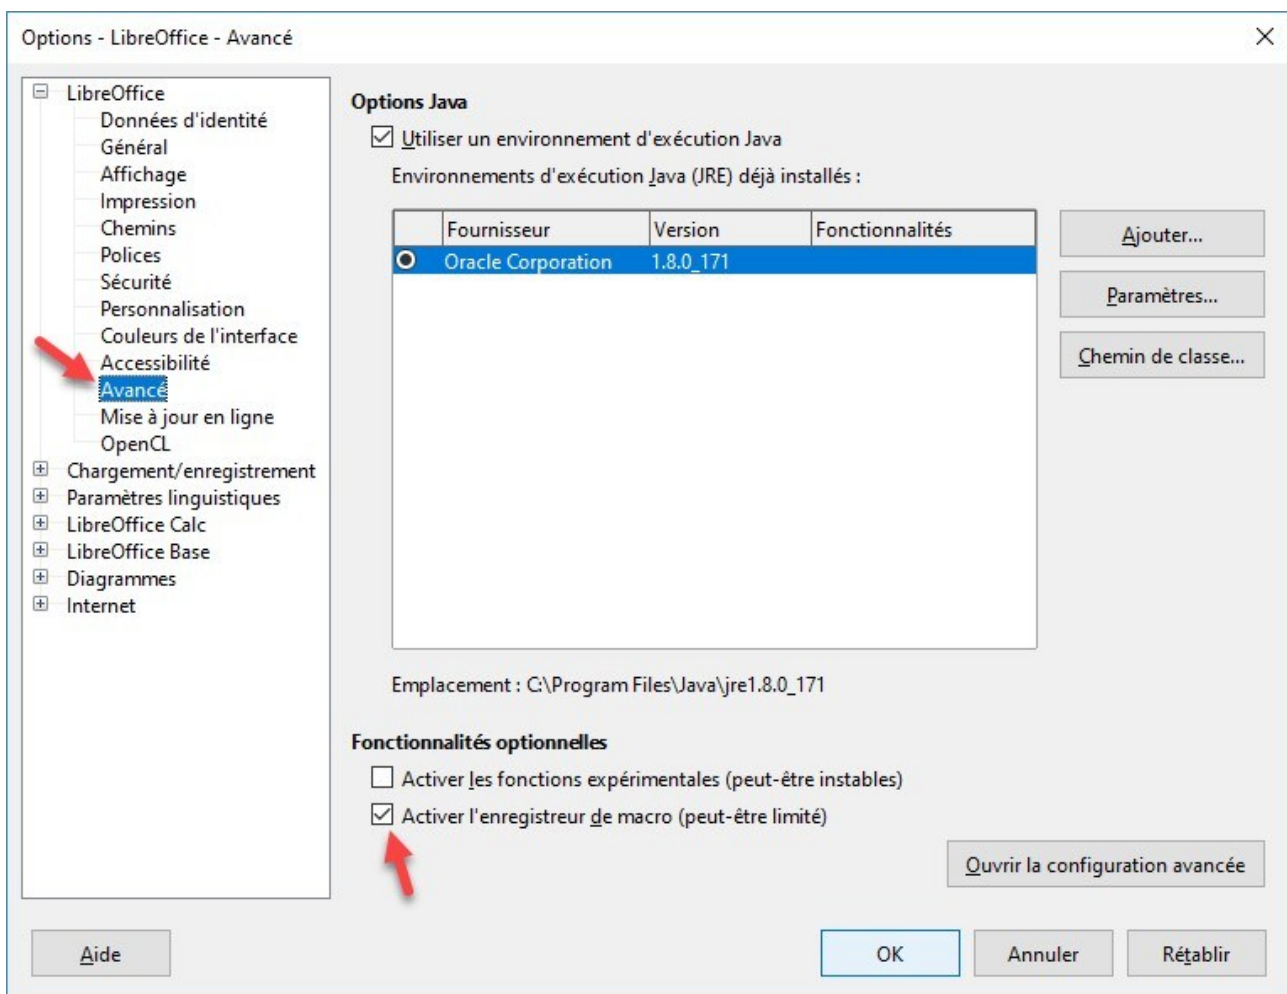 Options - LibreOffice - Avancé
LibreOffice
Données d'identité
Général
Affichage
Impression
Chemins
Polices
Sécurité
Personnalisation
Couleurs de l'interface
Accessibilité
Avancé
Mise à jour en ligne
OpenCL
Chargement/enregistrement
Paramètres linguistiques
LibreOffice Calc
LibreOffice Base
Diagrammes
Internet
Options Java
Utiliser un environnement d'exécution Java
Environnements d'exécution Java (JRE) déjà installés :
Fournisseur Version Fonctionnalités
Oracle Corporation 1.8.0_171
Ajouter...
Paramètres...
Chemin de classe...
Emplacement : C:\Program Files\Java\jre1.8.0_171
Fonctionnalités optionnelles
Activer les fonctions expérimentales (peut-être instables)
Activer l'enregistreur de macro (peut-être limité)
Ouvrir la configuration avancée
Aide
OK
Annuler
Rétablir